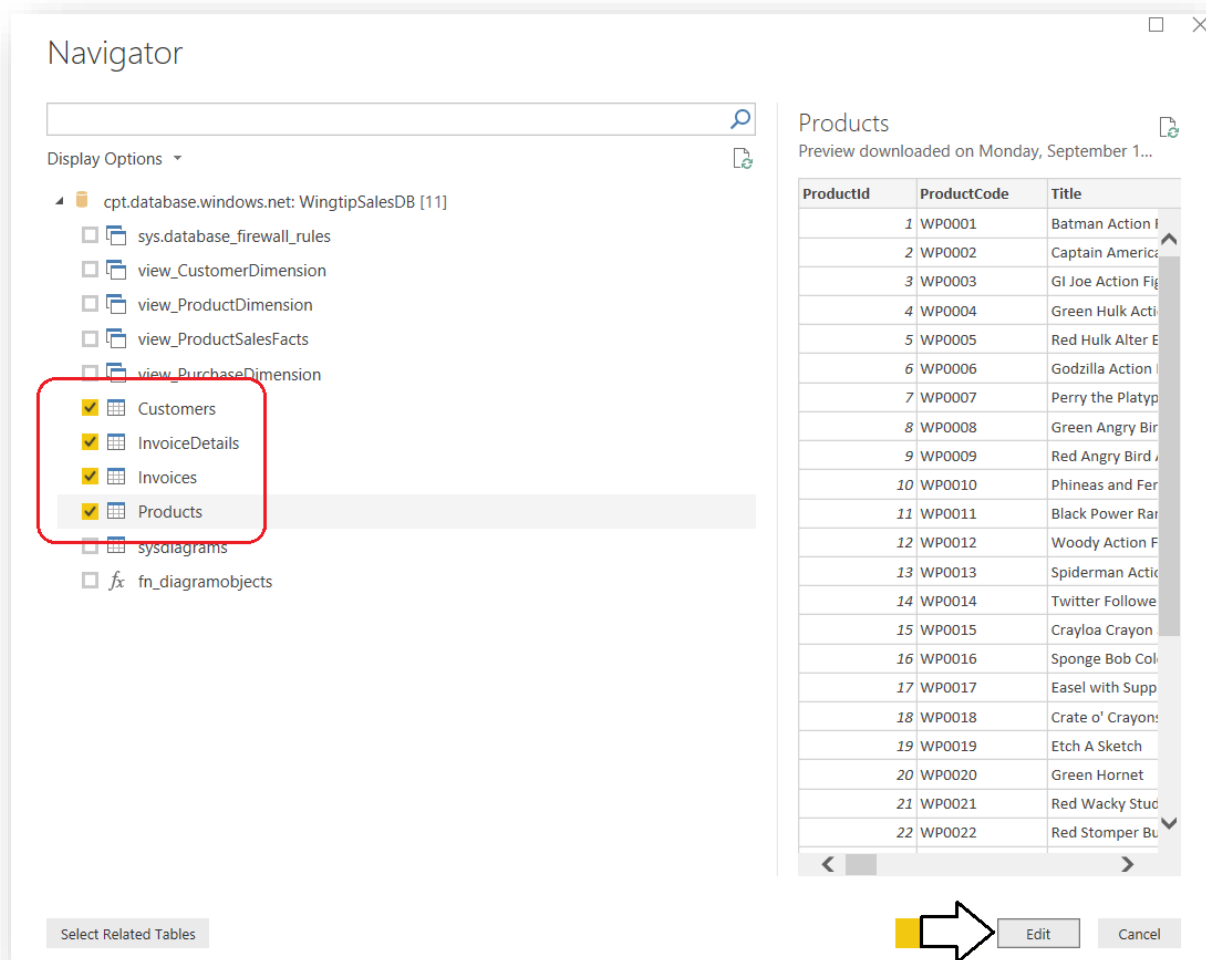 Navigator
Display Options
cpt.database.windows.net: WingtipSalesDB [11]
sys.database_firewall_rules
view_CustomerDimension
view_ProductDimension
view_ProductSalesFacts
view_PurchaseDimension
Customers
InvoiceDetails
Invoices
Products
sysdiagrams
fx fn_diagramobjects
Select Related Tables
Products
Preview downloaded on Monday, September 1...
ProductId ProductCode Title
1 WP0001 Batman Action
2 WP0002 Captain America
3 WP0003 GI Joe Action Fig
4 WP0004 Green Hulk Acti
5 WP0005 Red Hulk Alter E
6 WP0006 Godzilla Action
7 WP0007 Perry the Platyp
8 WP0008 Green Angry Bir
9 WP0009 Red Angry Bird
10 WP0010 Phineas and Fer
11 WP0011 Black Power Ran
12 WP0012 Woody Action F
13 WP0013 Spiderman Actio
14 WP0014 Twitter Followe
15 WP0015 Crayloa Crayon
16 WP0016 Sponge Bob Col
17 WP0017 Easel with Supp
18 WP0018 Crate o' Crayons
19 WP0019 Etch A Sketch
20 WP0020 Green Hornet
21 WP0021 Red Wacky Stud
22 WP0022 Red Stomper Bu
Edit
Cancel